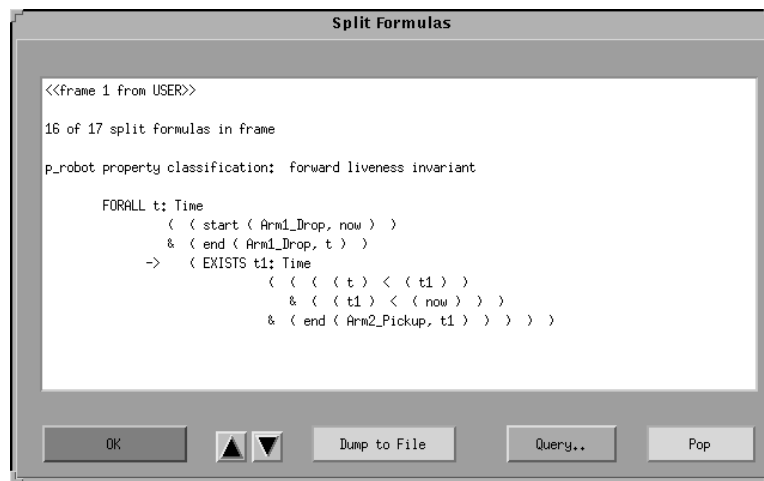 Split Formulas
<<frame 1 from USER>>
16 of 17 split formulas in frame
p_robot property classification:  forward liveness invariant
FORALL t: Time
( ( start ( Arm1_Drop, now ) )
& ( end ( Arm1_Drop, t ) )
-> ( EXISTS t1: Time
( ( ( ( t ) < ( t1 ) )
& ( ( t1 ) < ( now ) ) )
& ( end ( Arm2_Pickup, t1 ) ) ) ) )
OK
Dump to File
Query..
Pop